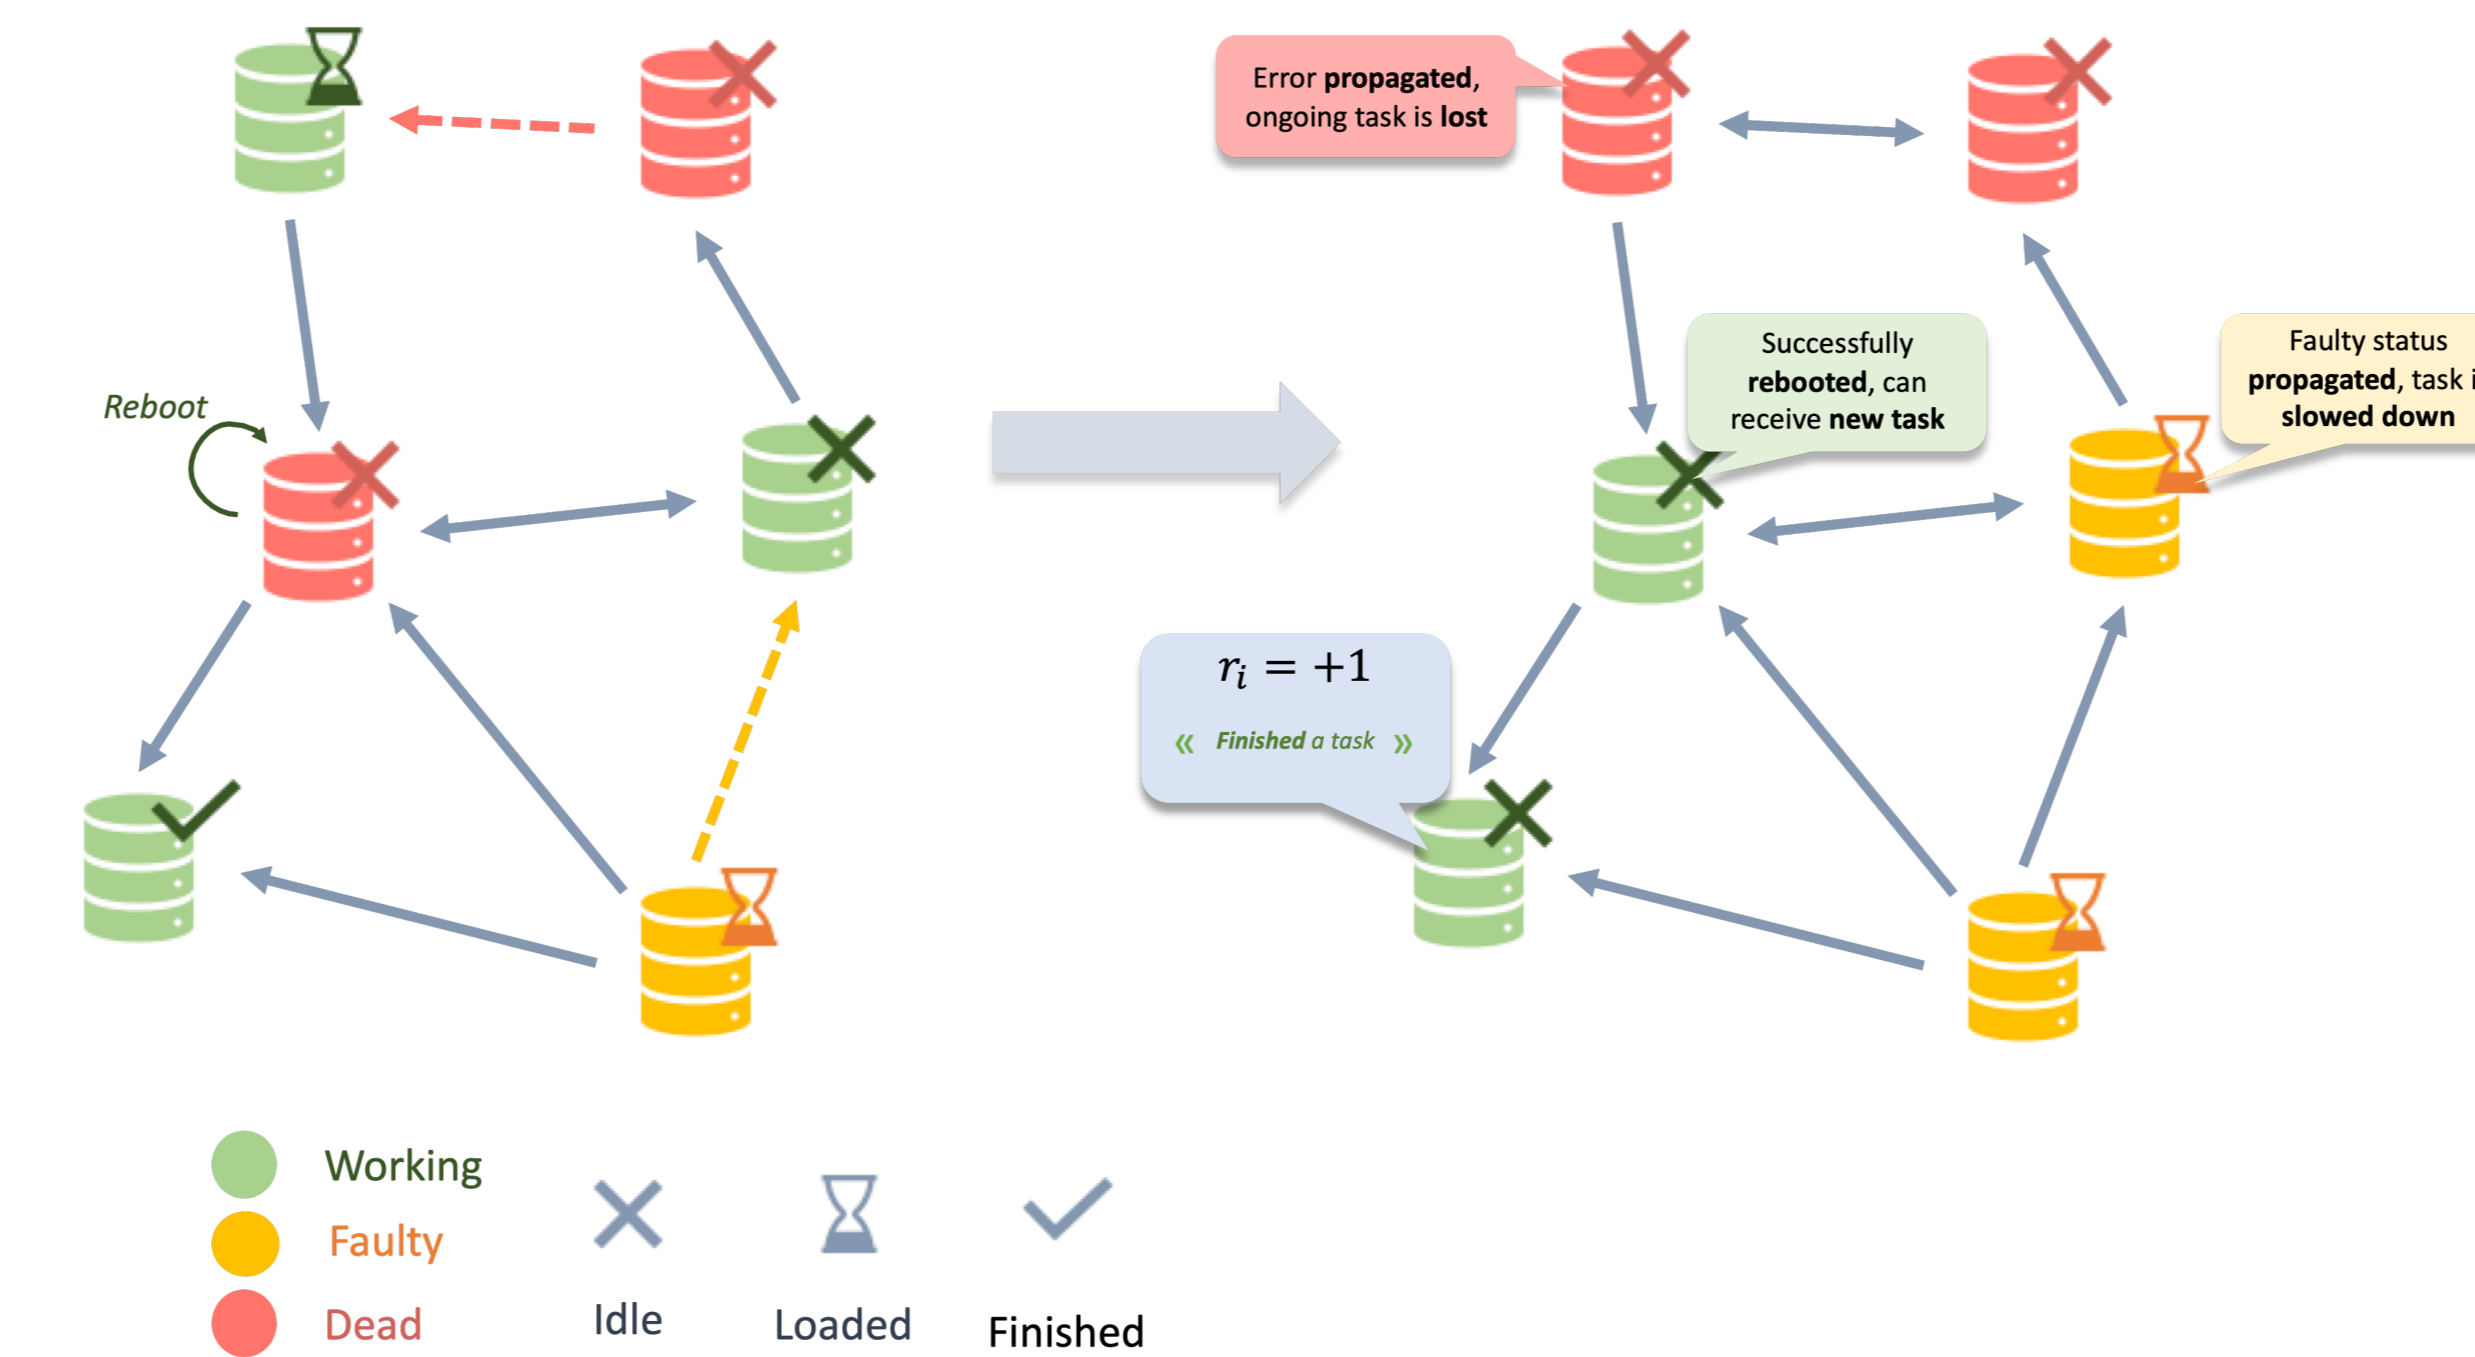 Error propagated,
ongoing task is lost
Reboot
Successfully
rebooted, can
receive new task
Faulty status
propagated, task
slowed down
r_i = +1
« Finished a task »
Working
Faulty
Dead
Idle
Loaded
Finished